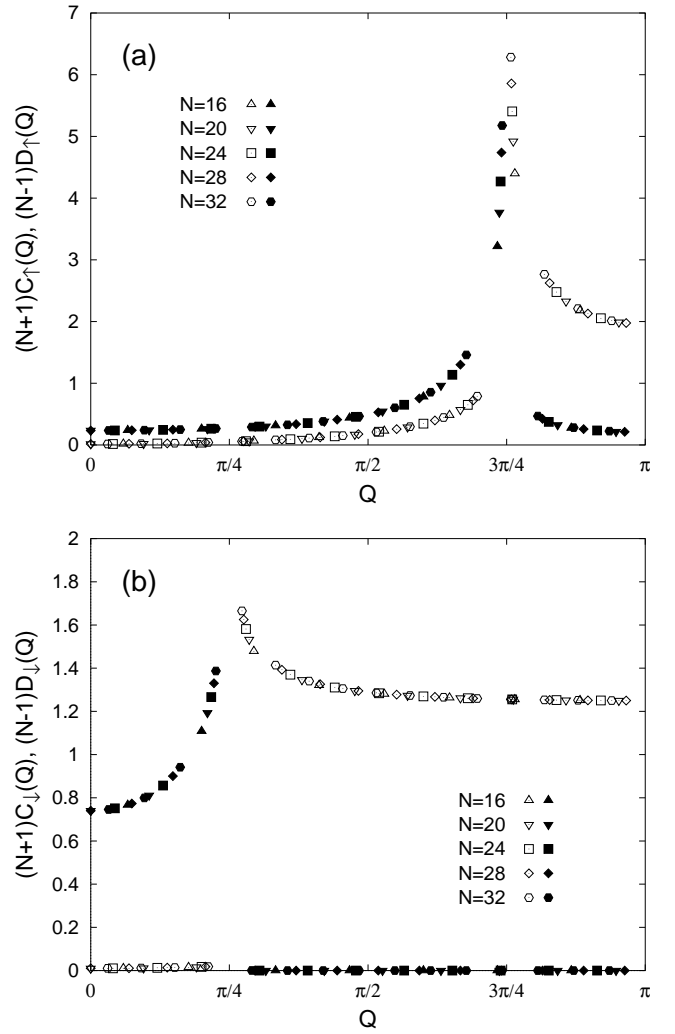 (a)
7
6
5
4
3
2
1
0
(N+1)C↑(Q), (N-1)D↑(Q)
N=16
N=20
N=24
N=28
N=32
0 π/4 π/2 3π/4 π
Q
(b)
2
1.8
1.6
1.4
1.2
1
0.8
0.6
0.4
0.2
0
(N+1)C↓(Q), (N-1)D↓(Q)
N=16
N=20
N=24
N=28
N=32
0 π/4 π/2 3π/4 π
Q